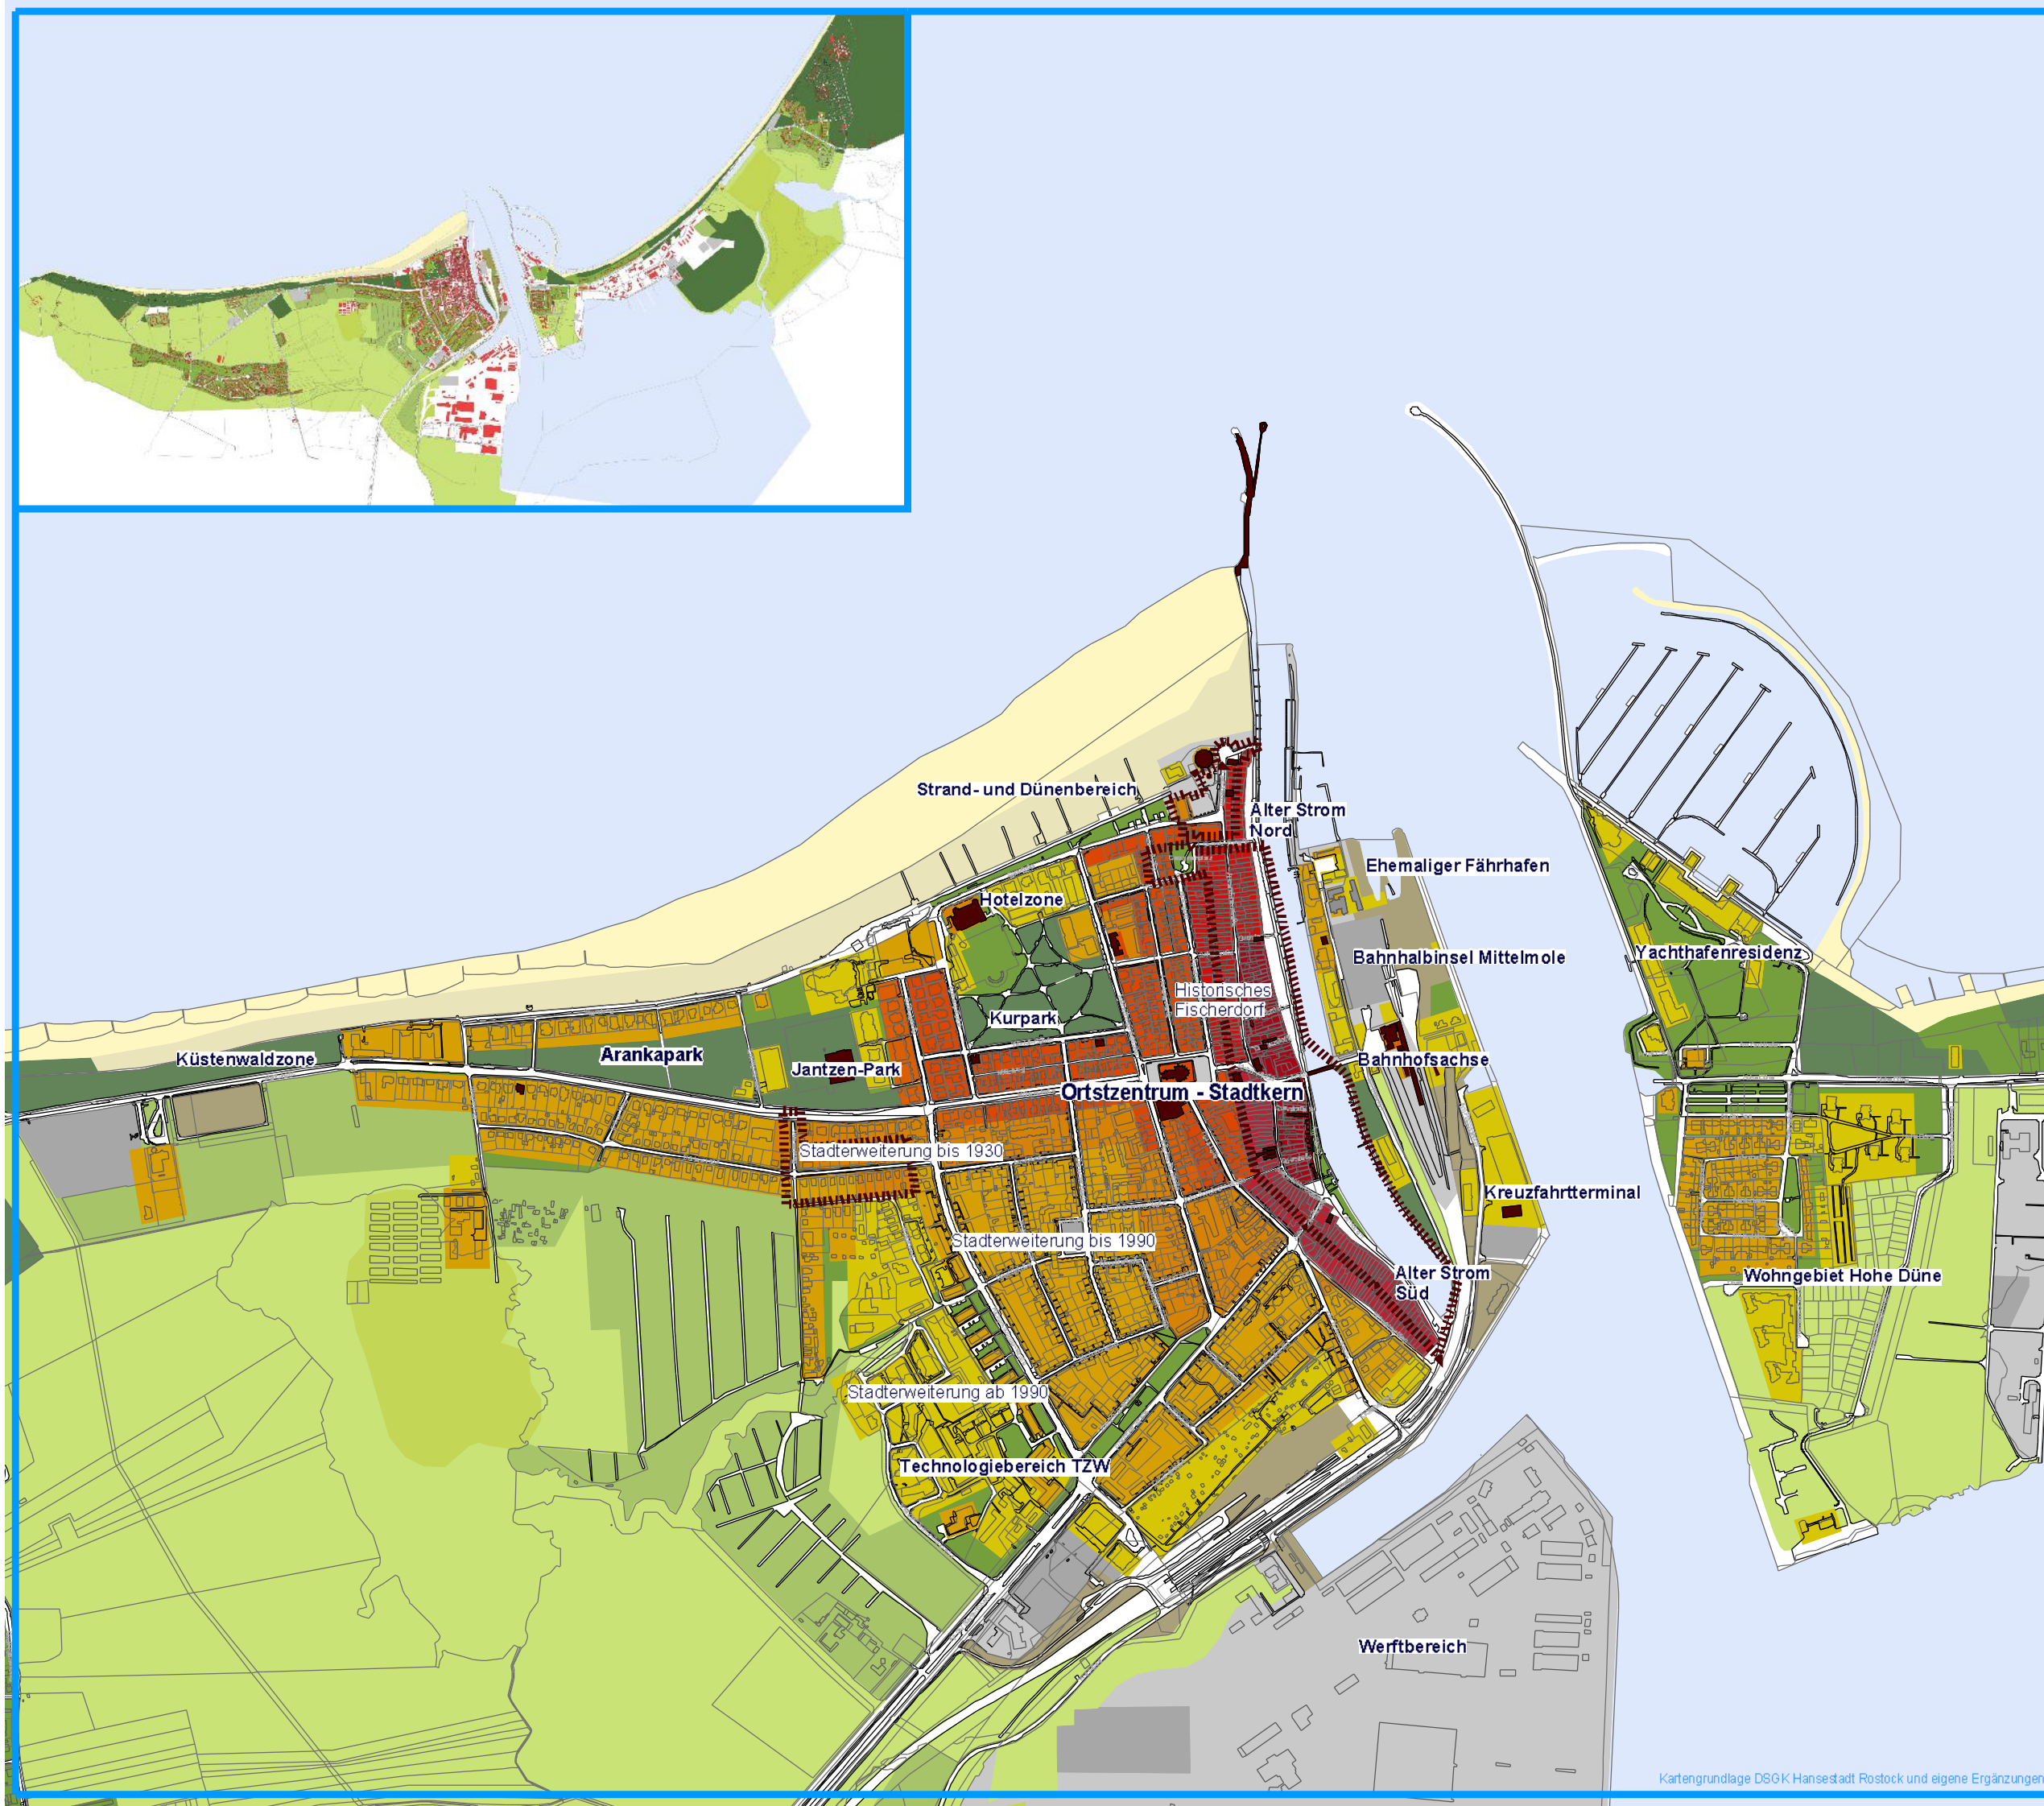 Strand- und Dünenbereich
Alter Strom
Nord
Ehemaliger Fährhafen
Hotelzone
Yachthafenresidenz
Bahnhalbinsel Mittelmole
Historisches
Fischerdorf
Kurpark
Küstenwaldzone
Arankapark
Jantzen-Park
Bahnhofsachse
Ortstzentrum - Stadtkern
Stadterweiterung bis 1930
Kreuzfahrtterminal
Stadterweiterung bis 1990
Alter Strom
Süd
Wohngebiet Hohe Düne
Stadterweiterung ab 1990
Technologiebereich TZW
Werftbereich
Kartengrundlage DSGK Hansestadt Rostock und eigene Ergänzungen